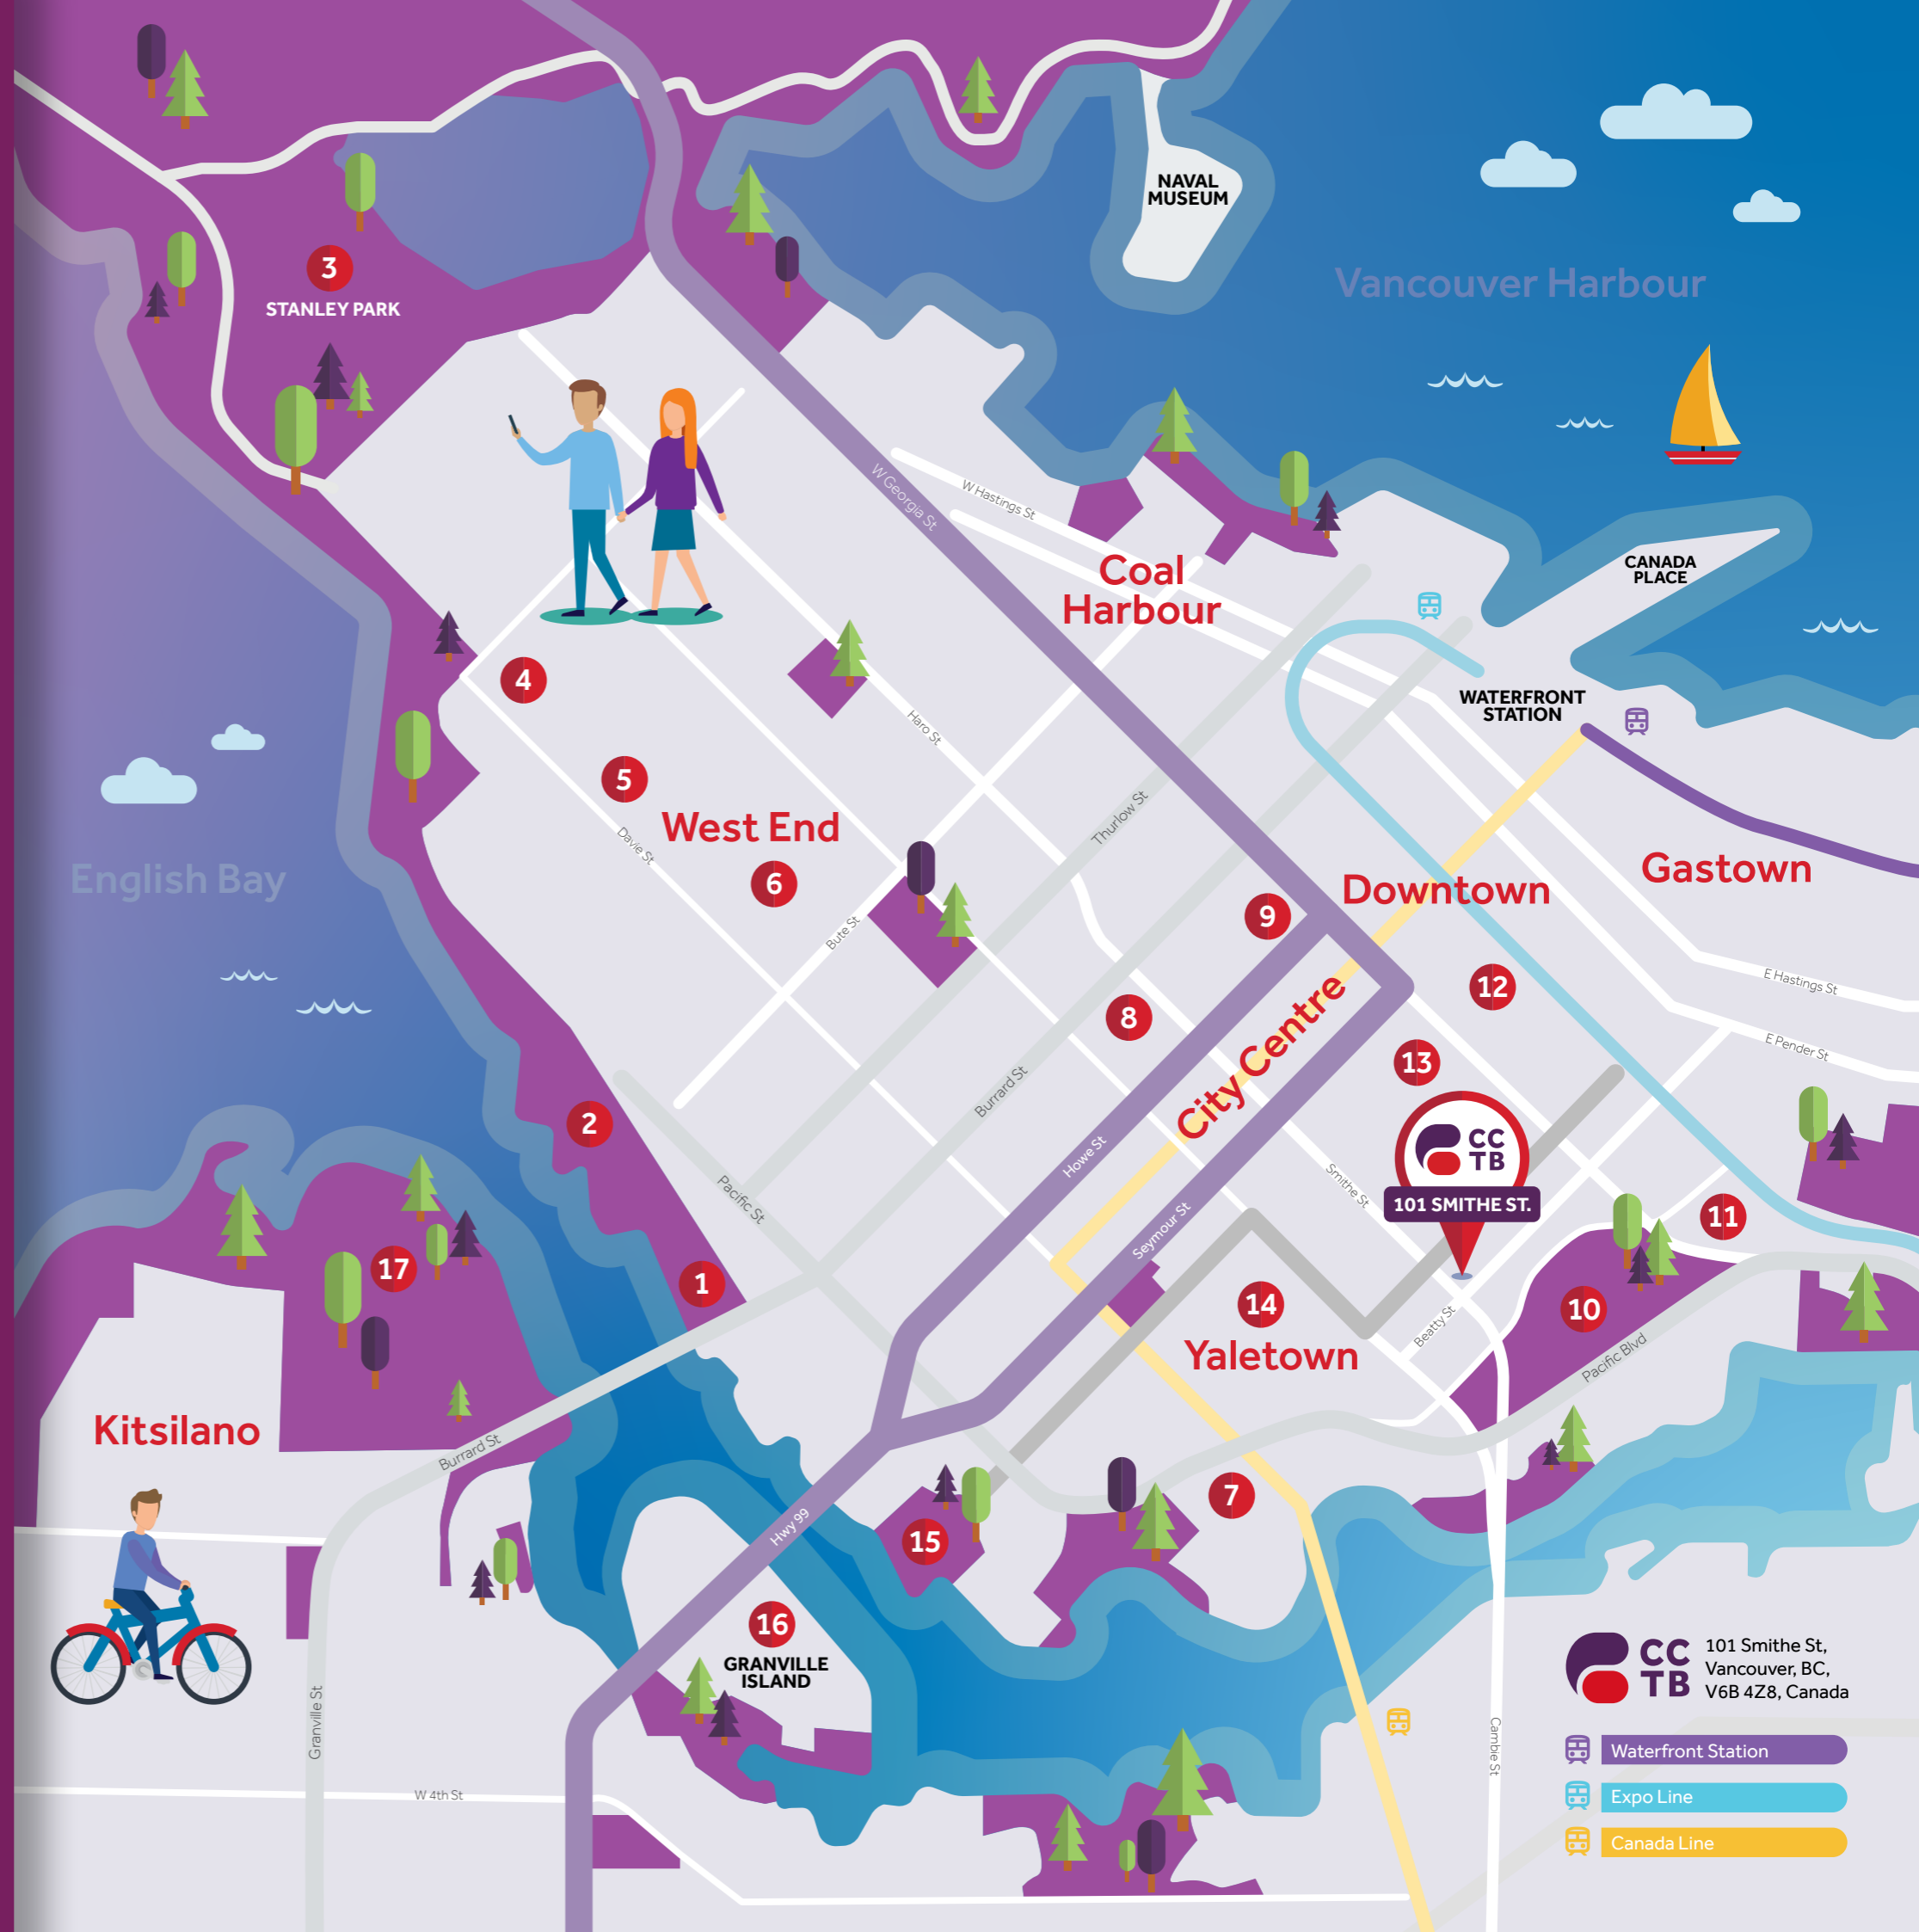 NAVAL
MUSEUM
Vancouver Harbour
3
STANLEY PARK
W Georgia St
W Hastings St
Coal
Harbour
CANADA
PLACE
4
WATERFRONT
STATION
Haro St
5
Davie St
West End
6
Thurlow St
English Bay
Bute St
9
Downtown
Gastown
12
E Hastings St
8
City Centre
13
E Pender St
Burrard St
2
CC
TB
101 SMITHE ST.
Howe St
Smithe St
Pacific St
Seymour St
11
17
1
14
Yaletown
Beatty St
10
Pacific Blvd
Kitsilano
Burrard St
7
Hwy 99
15
16
GRANVILLE
ISLAND
Granville St
W 4th St
Cambie St
CC
TB
101 Smithe St,
Vancouver, BC,
V6B 4Z8, Canada
Waterfront Station
Expo Line
Canada Line